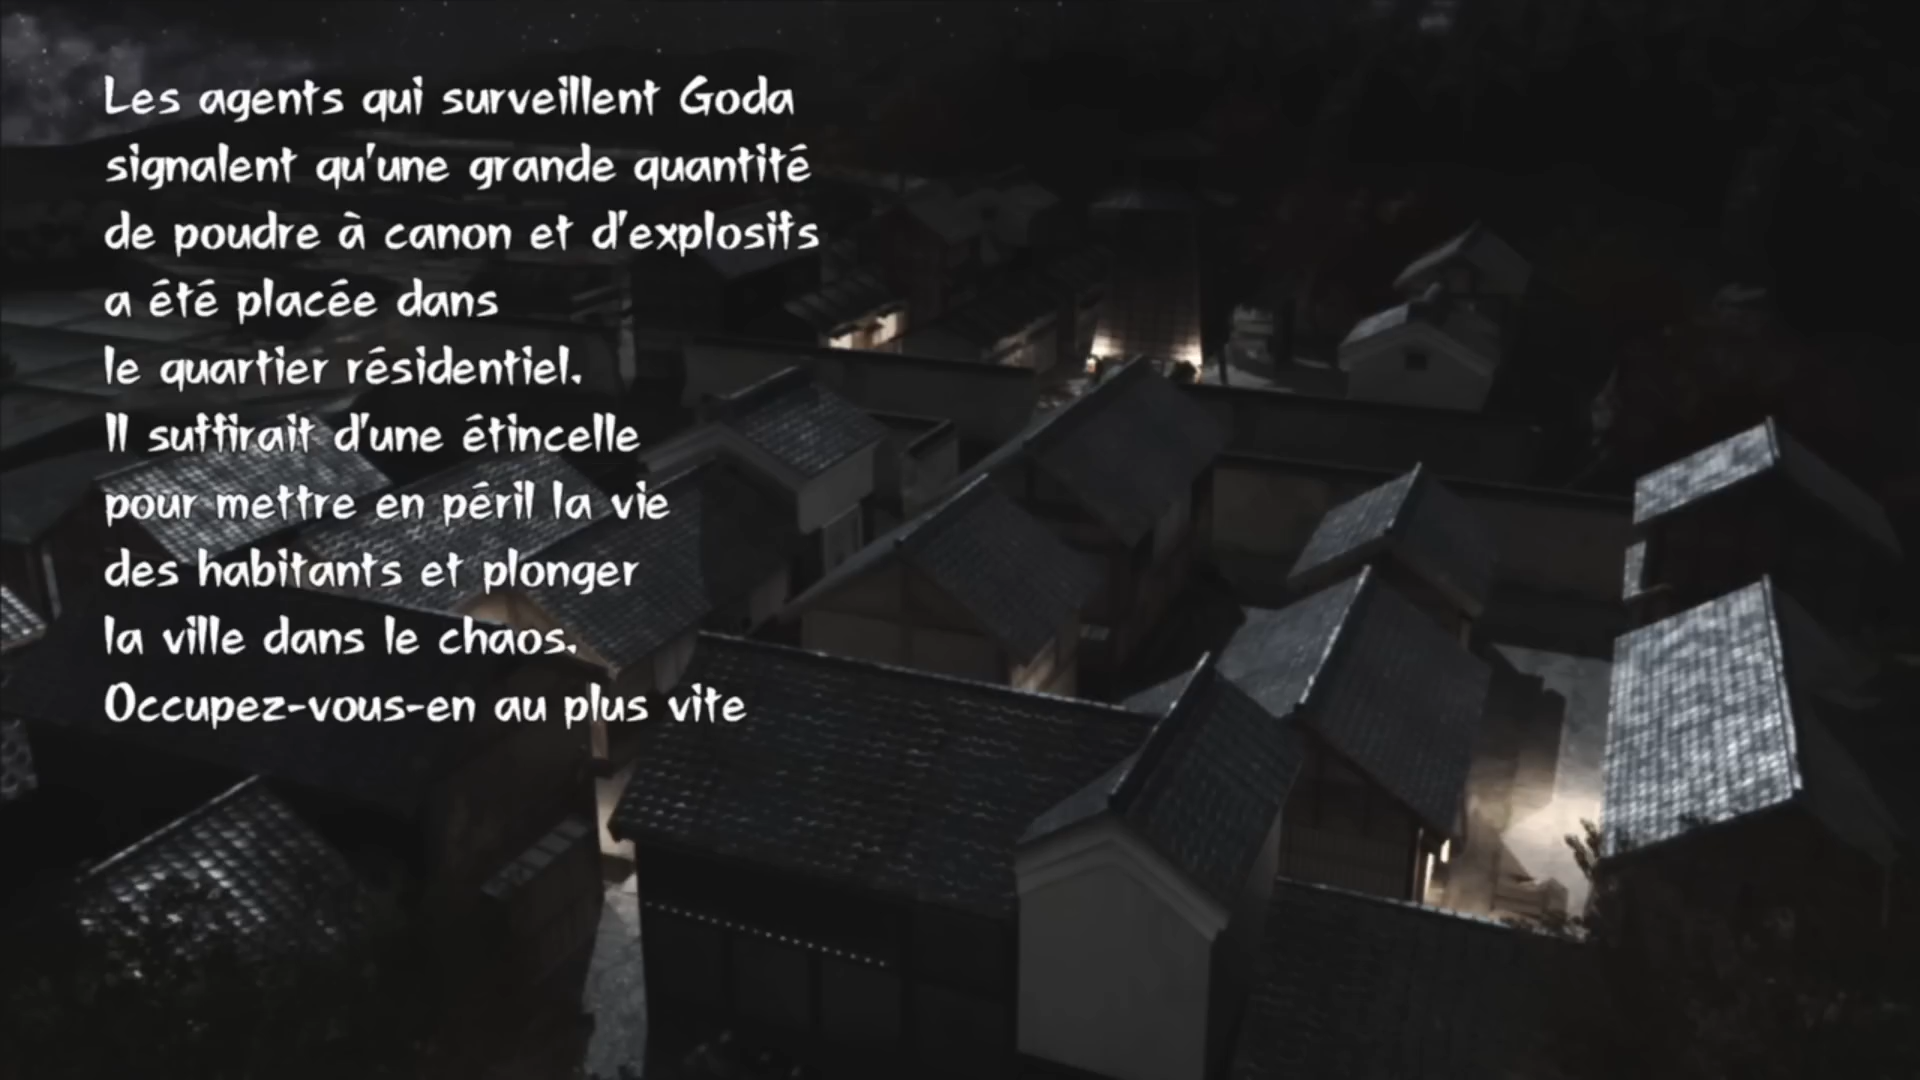 Les agents qui surveillent Goda
signalent qu'une grande quantité
de poudre à canon et d'explosifs
a été placée dans
le quartier résidentiel.
Il suffirait d'une étincelle
pour mettre en péril la vie
des habitants et plonger
la ville dans le chaos.
Occupez-vous-en au plus vite